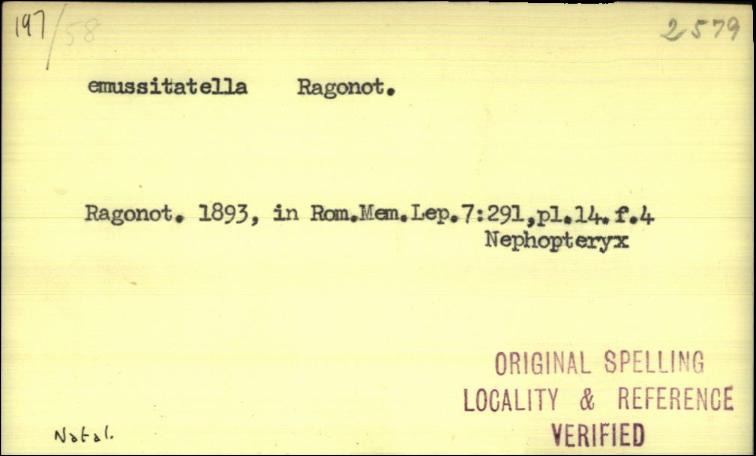 197/58 2579
emussitatella Ragonot.
Ragonot. 1893, in Rom.Mem.Lep.7:291,pl.14.f.4
Nephopteryx
ORIGINAL SPELLING
LOCALITY & REFERENCE
VERIFIED
Natal.